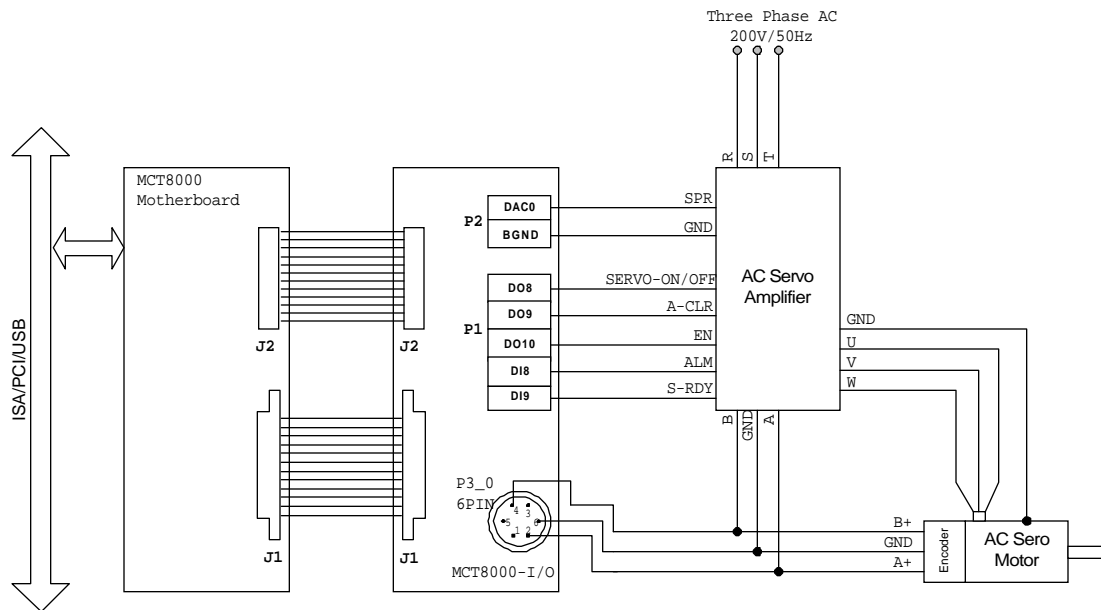 Three Phase AC
200V/50Hz
R
S
T
ISA/PCI/USB
MCT8000
Motherboard
J2
J1
J2
J1
P2
DAC0
BGND
P1
DO8
DO9
DO10
DI8
DI9
SPR
GND
SERVO-ON/OFF
A-CLR
EN
ALM
S-RDY
AC Servo
Amplifier
GND
U
V
W
B
GND
A
P3_0
6PIN
4
3
5
6
1
2
MCT8000-I/O
B+
GND
A+
Encoder
AC Sero
Motor